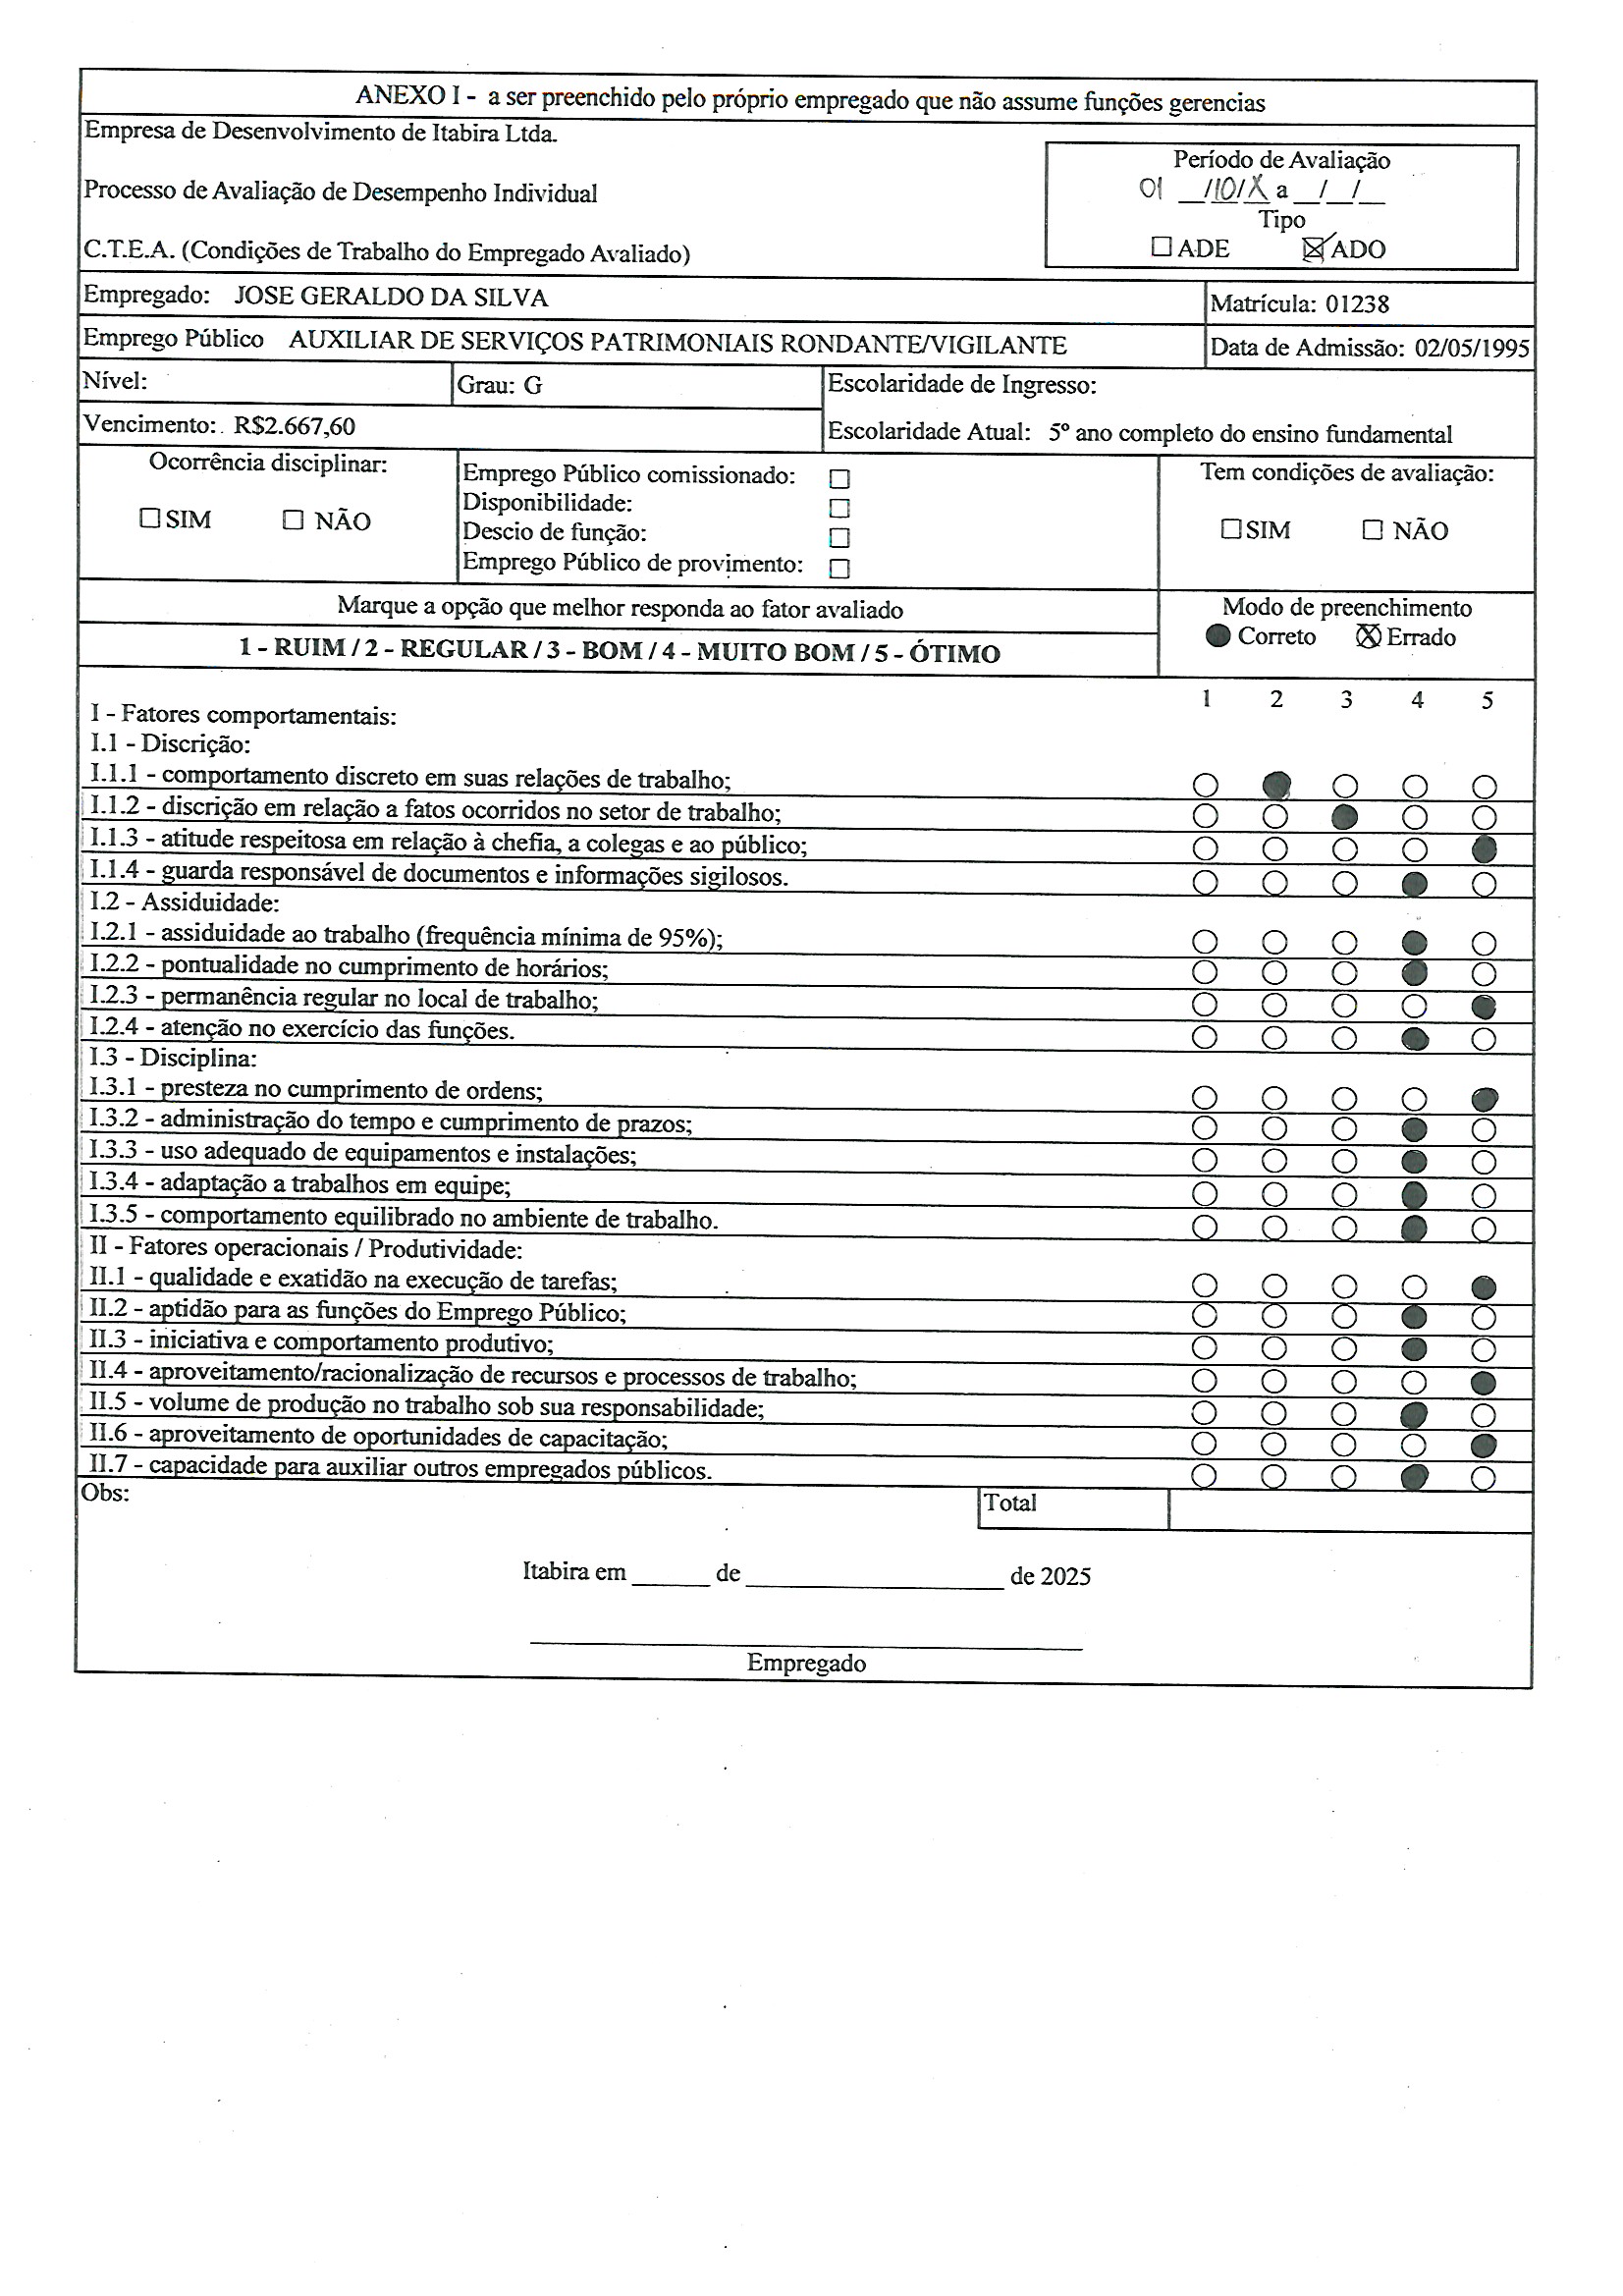 ANEXO I - a ser preenchido pelo próprio empregado que não assume funções gerencias
Empresa de Desenvolvimento de Itabira Ltda.
Período de Avaliação
01 __/10/X a __/__/__
Processo de Avaliação de Desempenho Individual
Tipo
C.T.E.A. (Condições de Trabalho do Empregado Avaliado)
☐ ADE ☒ ADO
Empregado: JOSE GERALDO DA SILVA
Matrícula: 01238
Emprego Público AUXILIAR DE SERVIÇOS PATRIMONIAIS RONDANTE/VIGILANTE
Data de Admissão: 02/05/1995
Nível:
Grau: G
Escolaridade de Ingresso:
Vencimento: R$2.667,60
Escolaridade Atual: 5º ano completo do ensino fundamental
Ocorrência disciplinar:
☐ SIM ☐ NÃO
Emprego Público comissionado: ☐
Disponibilidade: ☐
Descio de função: ☐
Emprego Público de provimento: ☐
Tem condições de avaliação:
☐ SIM ☐ NÃO
Marque a opção que melhor responda ao fator avaliado
1 - RUIM / 2 - REGULAR / 3 - BOM / 4 - MUITO BOM / 5 - ÓTIMO
Modo de preenchimento
● Correto ⓧ Errado
1 2 3 4 5
I - Fatores comportamentais:
I.1 - Discrição:
I.1.1 - comportamento discreto em suas relações de trabalho; ○ ● ○ ○ ○
I.1.2 - discrição em relação a fatos ocorridos no setor de trabalho; ○ ○ ● ○ ○
I.1.3 - atitude respeitosa em relação à chefia, a colegas e ao público; ○ ○ ○ ○ ●
I.1.4 - guarda responsável de documentos e informações sigilosos. ○ ○ ○ ● ○
I.2 - Assiduidade:
I.2.1 - assiduidade ao trabalho (frequência mínima de 95%); ○ ○ ○ ● ○
I.2.2 - pontualidade no cumprimento de horários; ○ ○ ○ ● ○
I.2.3 - permanência regular no local de trabalho; ○ ○ ○ ○ ●
I.2.4 - atenção no exercício das funções. ○ ○ ○ ● ○
I.3 - Disciplina:
I.3.1 - presteza no cumprimento de ordens; ○ ○ ○ ○ ●
I.3.2 - administração do tempo e cumprimento de prazos; ○ ○ ○ ● ○
I.3.3 - uso adequado de equipamentos e instalações; ○ ○ ○ ● ○
I.3.4 - adaptação a trabalhos em equipe; ○ ○ ○ ● ○
I.3.5 - comportamento equilibrado no ambiente de trabalho. ○ ○ ○ ● ○
II - Fatores operacionais / Produtividade:
II.1 - qualidade e exatidão na execução de tarefas; ○ ○ ○ ○ ●
II.2 - aptidão para as funções do Emprego Público; ○ ○ ○ ● ○
II.3 - iniciativa e comportamento produtivo; ○ ○ ○ ● ○
II.4 - aproveitamento/racionalização de recursos e processos de trabalho; ○ ○ ○ ○ ●
II.5 - volume de produção no trabalho sob sua responsabilidade; ○ ○ ○ ● ○
II.6 - aproveitamento de oportunidades de capacitação; ○ ○ ○ ○ ●
II.7 - capacidade para auxiliar outros empregados públicos. ○ ○ ○ ● ○
Obs:
Total
Itabira em ______ de ____________________ de 2025
Empregado